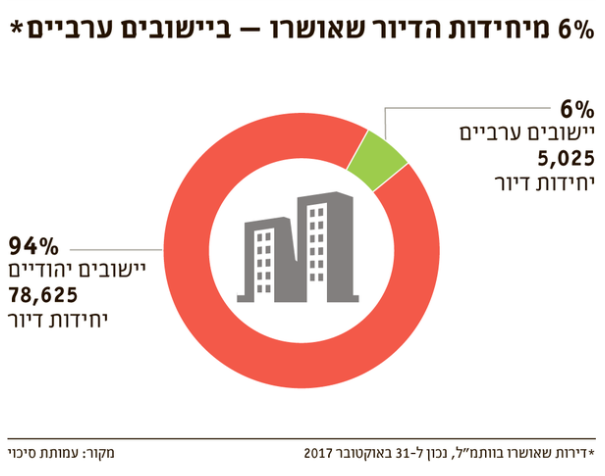 6% מיחידות הדיור שאושרו – ביישובים ערביים*
6%
יישובים ערביים
5,025
יחידות דיור
94%
יישובים יהודיים
78,625
יחידות דיור
*דירות שאושרו בוותמ"ל, נכון ל-31 באוקטובר 2017
מקור: עמותת סיכוי